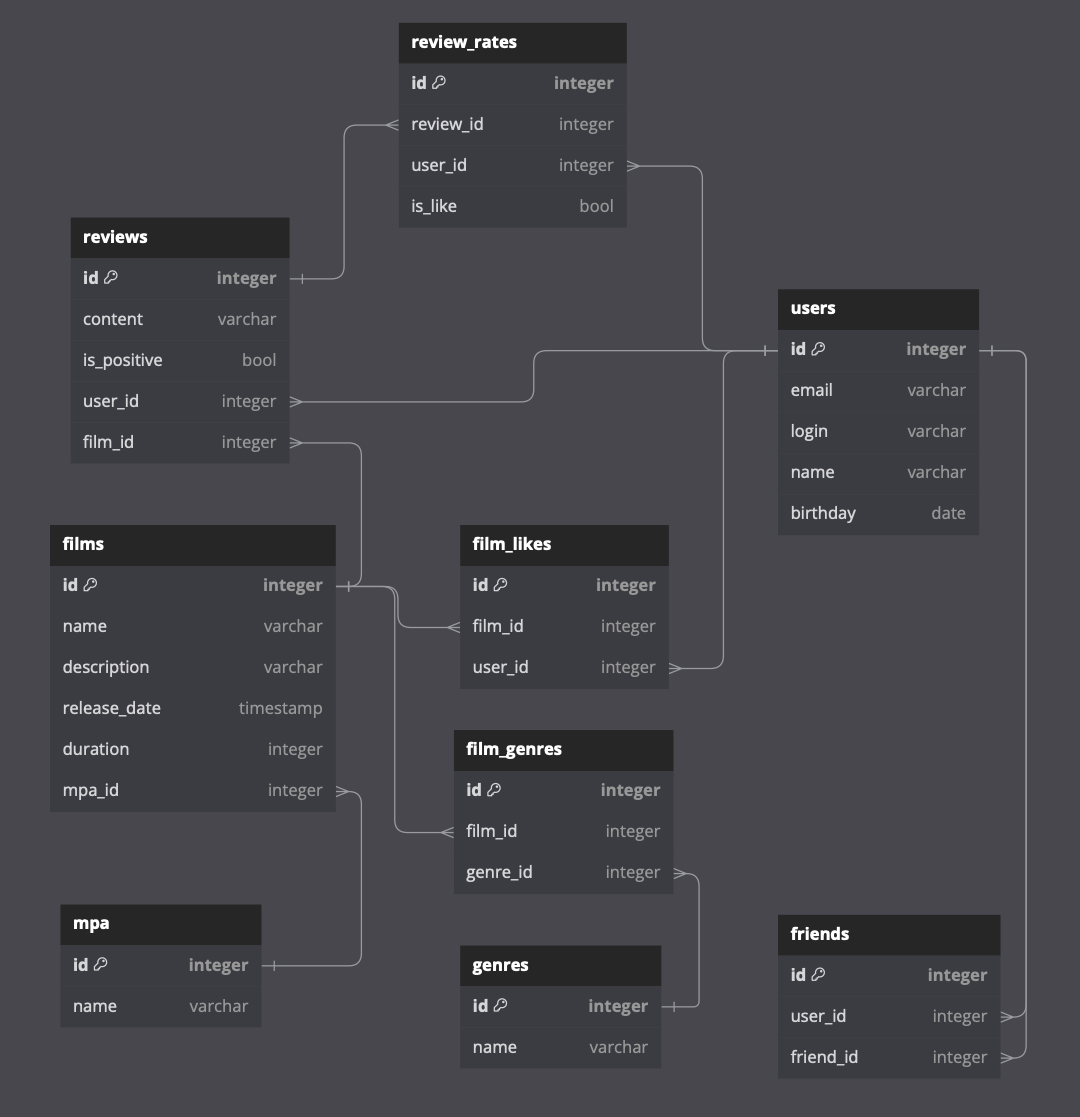 review_rates
id integer
review_id integer
user_id integer
is_like bool
reviews
id integer
content varchar
is_positive bool
user_id integer
film_id integer
users
id integer
email varchar
login varchar
name varchar
birthday date
films
id integer
name varchar
description varchar
release_date timestamp
duration integer
mpa_id integer
film_likes
id integer
film_id integer
user_id integer
film_genres
id integer
film_id integer
genre_id integer
mpa
id integer
name varchar
genres
id integer
name varchar
friends
id integer
user_id integer
friend_id integer